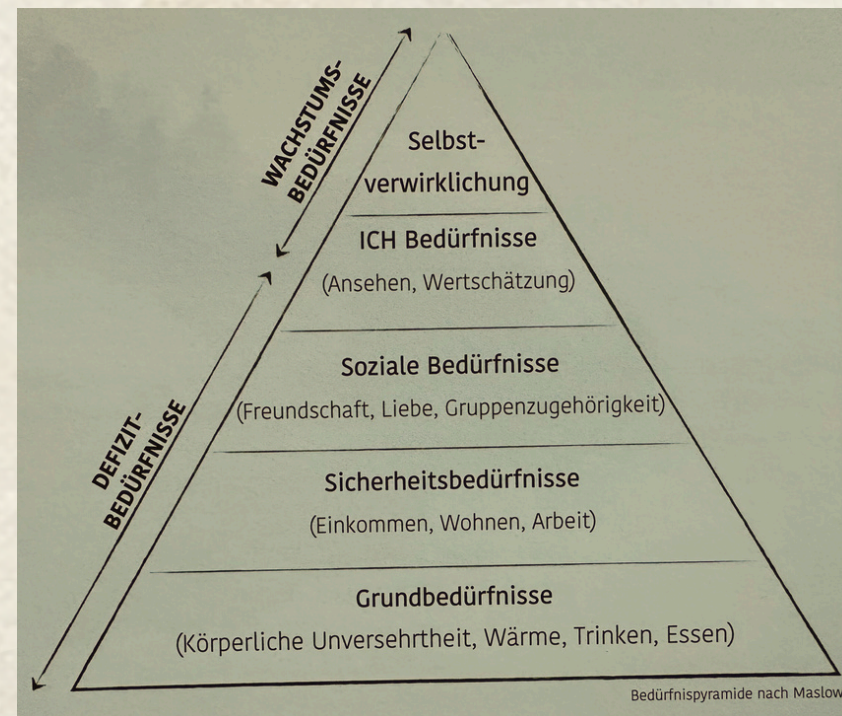 WACHSTUMS-
BEDÜRFNISSE
Selbst-
verwirklichung
ICH Bedürfnisse
(Ansehen, Wertschätzung)
Soziale Bedürfnisse
(Freundschaft, Liebe, Gruppenzugehörigkeit)
DEFIZIT-
BEDÜRFNISSE
Sicherheitsbedürfnisse
(Einkommen, Wohnen, Arbeit)
Grundbedürfnisse
(Körperliche Unversehrtheit, Wärme, Trinken, Essen)
Bedürfnispyramide nach Maslow